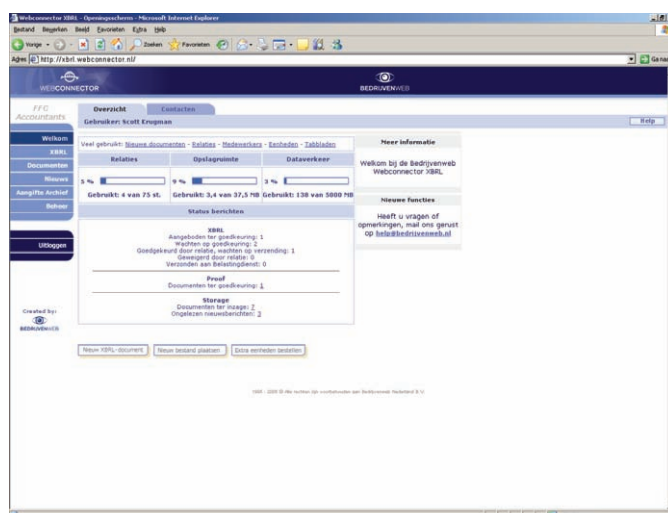 Webconnector XBRL - Openingsscherm - Microsoft Internet Explorer
Bestand Bewerken Beeld Favorieten Extra Help
Vorige Zoeken Favorieten
Adres http://xbrl.webconnector.nl/ Ga naar
WEBCONNECTOR
BEDRIJVENWEB
FFC
Accountants
Overzicht Contacten
Gebruiker: Scott Krugman
Help
Welkom
XBRL
Documenten
Nieuws
Aangifte Archief
Beheer
Uitloggen
Created by:
BEDRIJVENWEB
Veel gebruikt: Nieuwe documenten - Relaties - Medewerkers - Eenheden - Tabbladen
Relaties Opslagruimte Dataverkeer
5 % 9 % 3 %
Gebruikt: 4 van 75 st. Gebruikt: 3,4 van 37,5 MB Gebruikt: 138 van 5000 MB
Status berichten
XBRL
Aangeboden ter goedkeuring: 1
Wachten op goedkeuring: 2
Goedgekeurd door relatie, wachten op verzending: 1
Geweigerd door relatie: 0
Verzonden aan Belastingdienst: 0
Proof
Documenten ter goedkeuring: 1
Storage
Documenten ter inzage: 7
Ongelezen nieuwsberichten: 3
Meer informatie
Welkom bij de Bedrijvenweb
Webconnector XBRL
Nieuwe functies
Heeft u vragen of
opmerkingen, mail ons gerust
op help@bedrijvenweb.nl
Nieuw XBRL-document Nieuw bestand plaatsen Extra eenheden bestellen